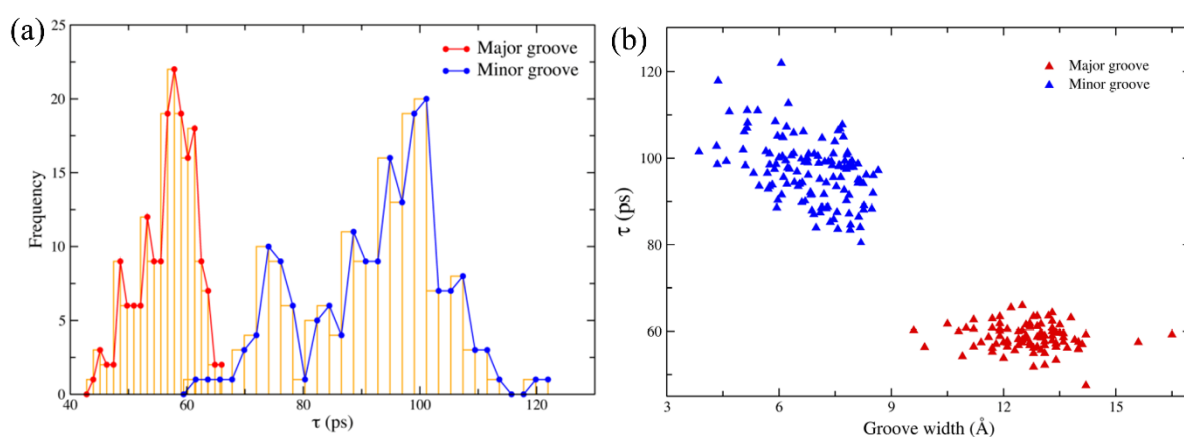 (a)
25
20
15
10
5
0
Frequency
Major groove
Minor groove
40
60
80
100
120
τ (ps)
(b)
120
100
80
60
τ (ps)
Major groove
Minor groove
3
6
9
12
15
Groove width (Å)